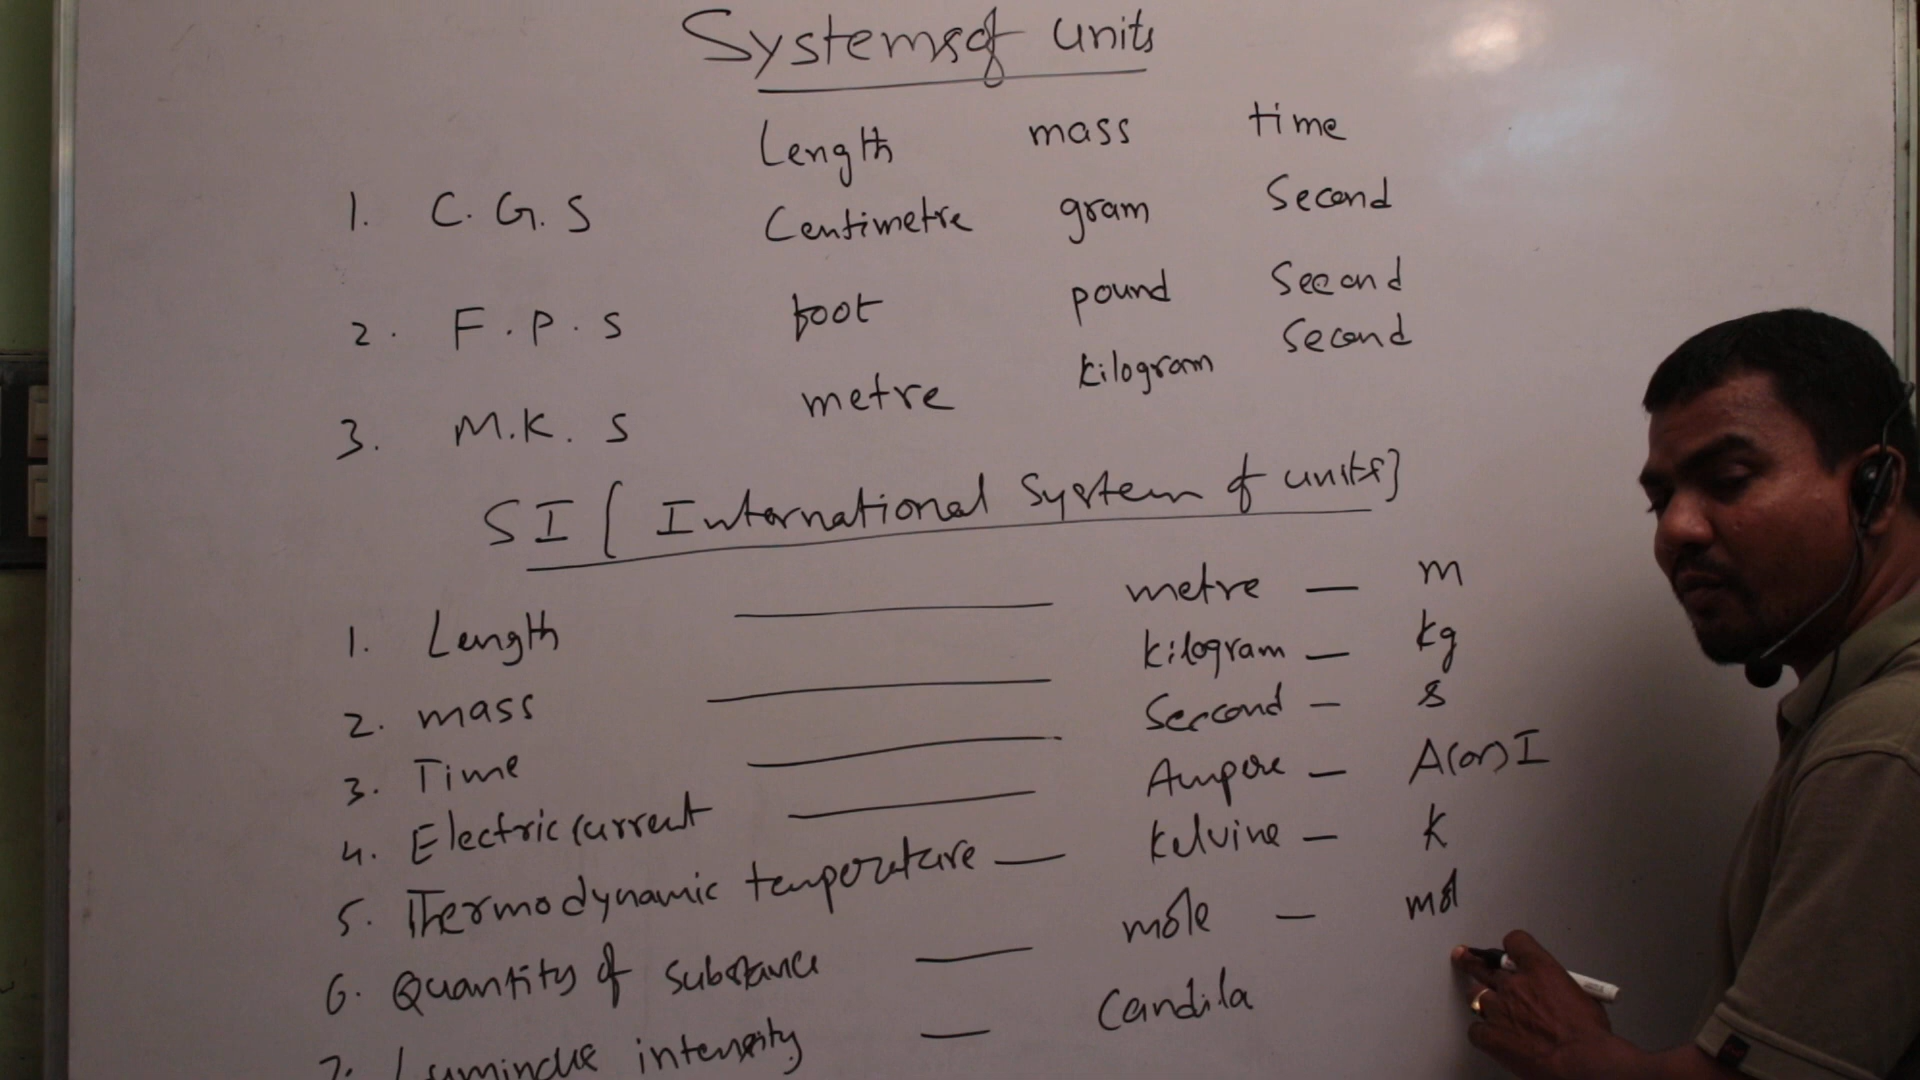 Systems of units
Length mass time
1. C.G.S Centimetre gram Second
2. F.P.S foot pound Second
3. M.K.S metre kilogram Second
SI [International System of units]
1. Length — metre — m
2. mass — kilogram — kg
3. Time — Second — s
4. Electric current — Ampere — A(or) I
5. Thermodynamic temperature — Kelvine — K
6. Quantity of substance — mole — mol
7. Luminous intensity — Candila